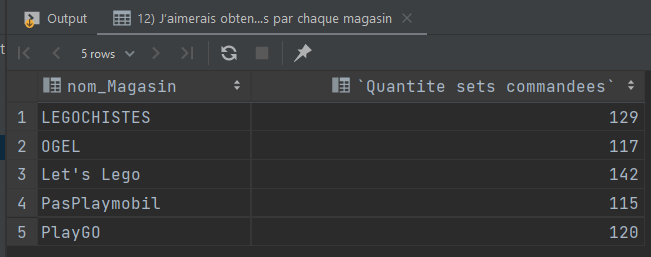 Output 12) J'aimerais obten...s par chaque magasin
5 rows
nom_Magasin `Quantite sets commandees`
1 LEGOCHISTES 129
2 OGEL 117
3 Let's Lego 142
4 PasPlaymobil 115
5 PlayGO 120